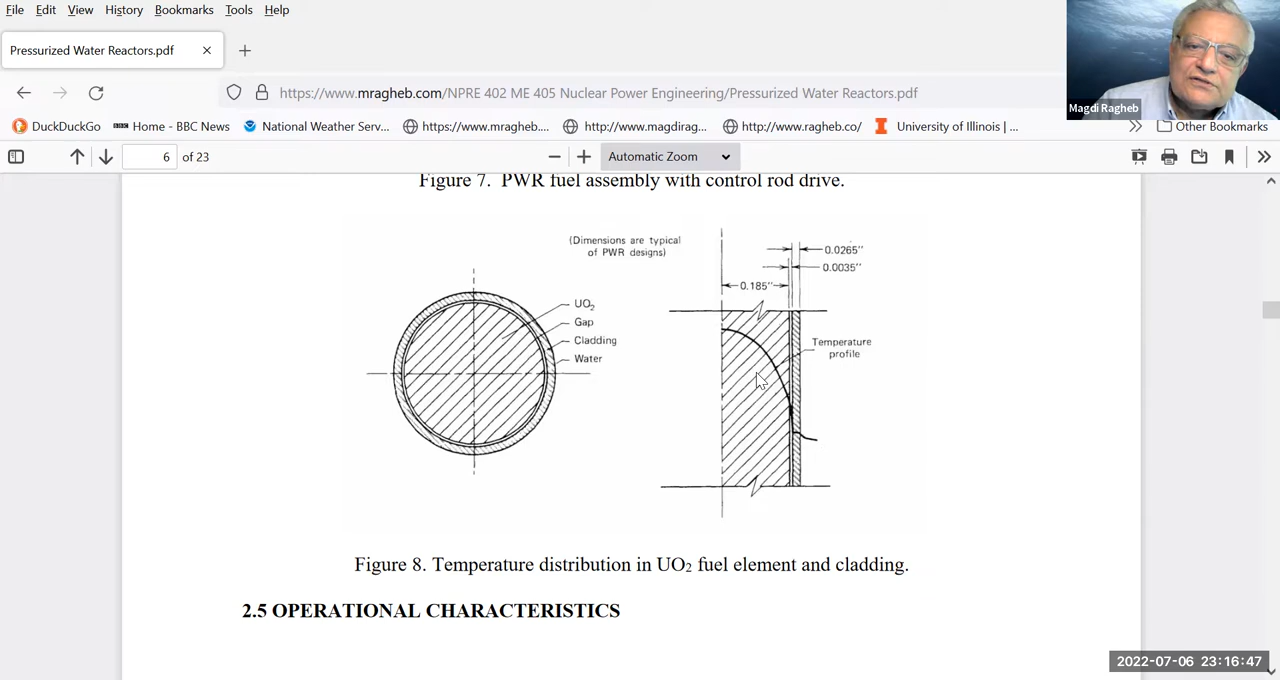 File Edit View History Bookmarks Tools Help
Pressurized Water Reactors.pdf
https://www.mragheb.com/NPRE 402 ME 405 Nuclear Power Engineering/Pressurized Water Reactors.pdf
DuckDuckGo BBC Home - BBC News National Weather Serv... https://www.mragheb.... http://www.magdirag... http://www.ragheb.co/ University of Illinois | ... Other Bookmarks
Magdi Ragheb
6 of 23 Automatic Zoom
Figure 7. PWR fuel assembly with control rod drive.
(Dimensions are typical
of PWR designs)
0.0265"
0.0035"
0.185"
UO2
Gap
Cladding
Water
Temperature
profile
Figure 8. Temperature distribution in UO2 fuel element and cladding.
2.5 OPERATIONAL CHARACTERISTICS
2022-07-06 23:16:47